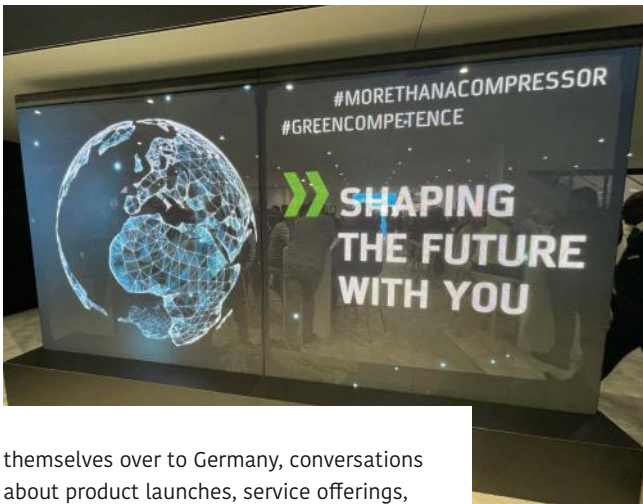 #MORETHANACOMPRESSOR
#GREENCOMPETENCE
SHAPING
THE FUTURE
WITH YOU
themselves over to Germany, conversations
about product launches, service offerings,